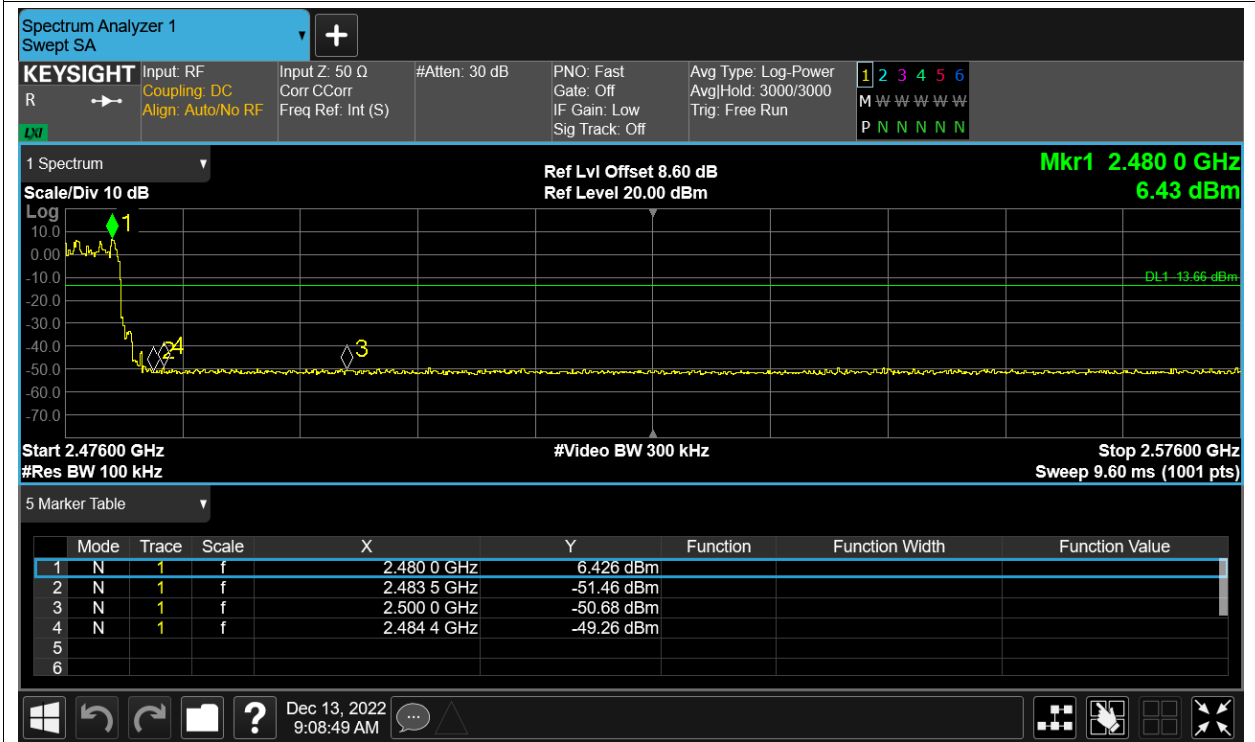 Spectrum Analyzer 1
Swept SA
+
KEYSIGHT
R
LXI
Input: RF
Coupling: DC
Align: Auto/No RF
Input Z: 50 Ω
Corr CCorr
Freq Ref: Int (S)
#Atten: 30 dB
PNO: Fast
Gate: Off
IF Gain: Low
Sig Track: Off
Avg Type: Log-Power
Avg|Hold: 3000/3000
Trig: Free Run
1 2 3 4 5 6
M W W W W W
P N N N N N
1 Spectrum
Scale/Div 10 dB
Ref Lvl Offset 8.60 dB
Ref Level 20.00 dBm
Mkr1 2.480 0 GHz
6.43 dBm
Log
10.0
0.00
-10.0
-20.0
-30.0
-40.0
-50.0
-60.0
-70.0
1
2
4
3
DL1 -13.66 dBm
Start 2.47600 GHz
#Video BW 300 kHz
Stop 2.57600 GHz
#Res BW 100 kHz
Sweep 9.60 ms (1001 pts)
5 Marker Table
Mode Trace Scale X Y Function Function Width Function Value
1 N 1 f 2.480 0 GHz 6.426 dBm
2 N 1 f 2.483 5 GHz -51.46 dBm
3 N 1 f 2.500 0 GHz -50.68 dBm
4 N 1 f 2.484 4 GHz -49.26 dBm
5
6
?
Dec 13, 2022
9:08:49 AM